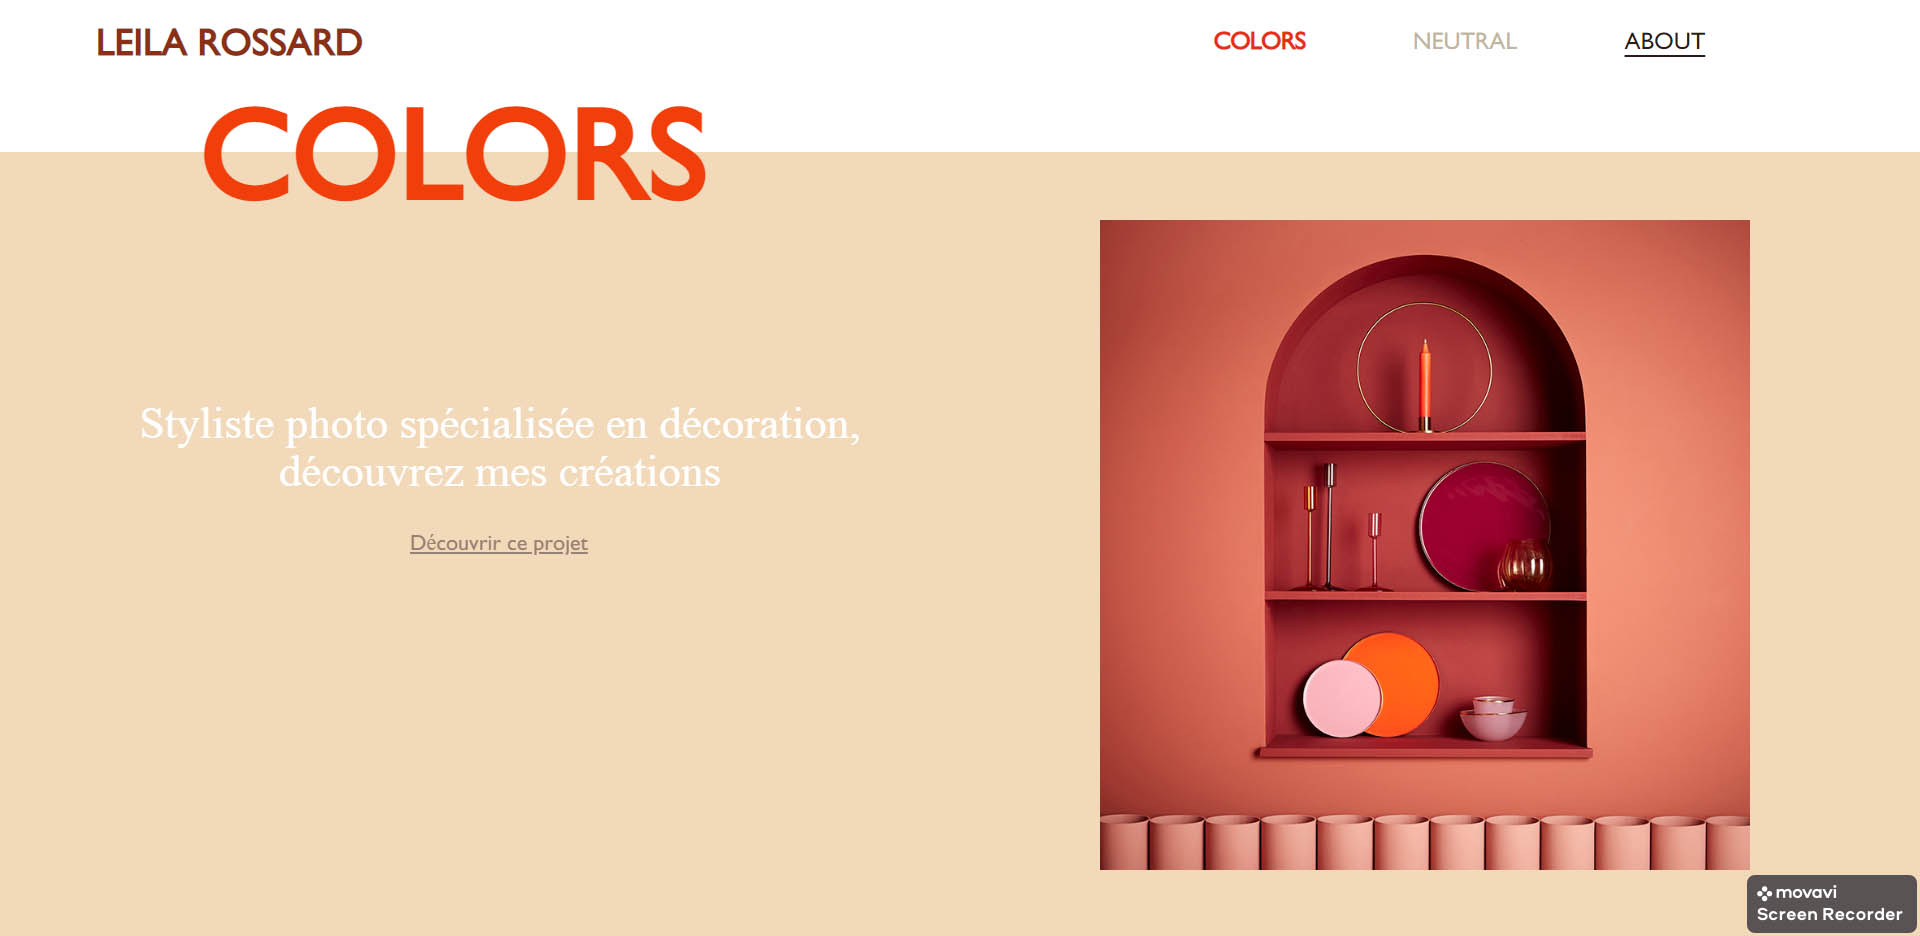 LEILA ROSSARD
COLORS
NEUTRAL
ABOUT
COLORS
Styliste photo spécialisée en décoration,
découvrez mes créations
Découvrir ce projet
movavi
Screen Recorder